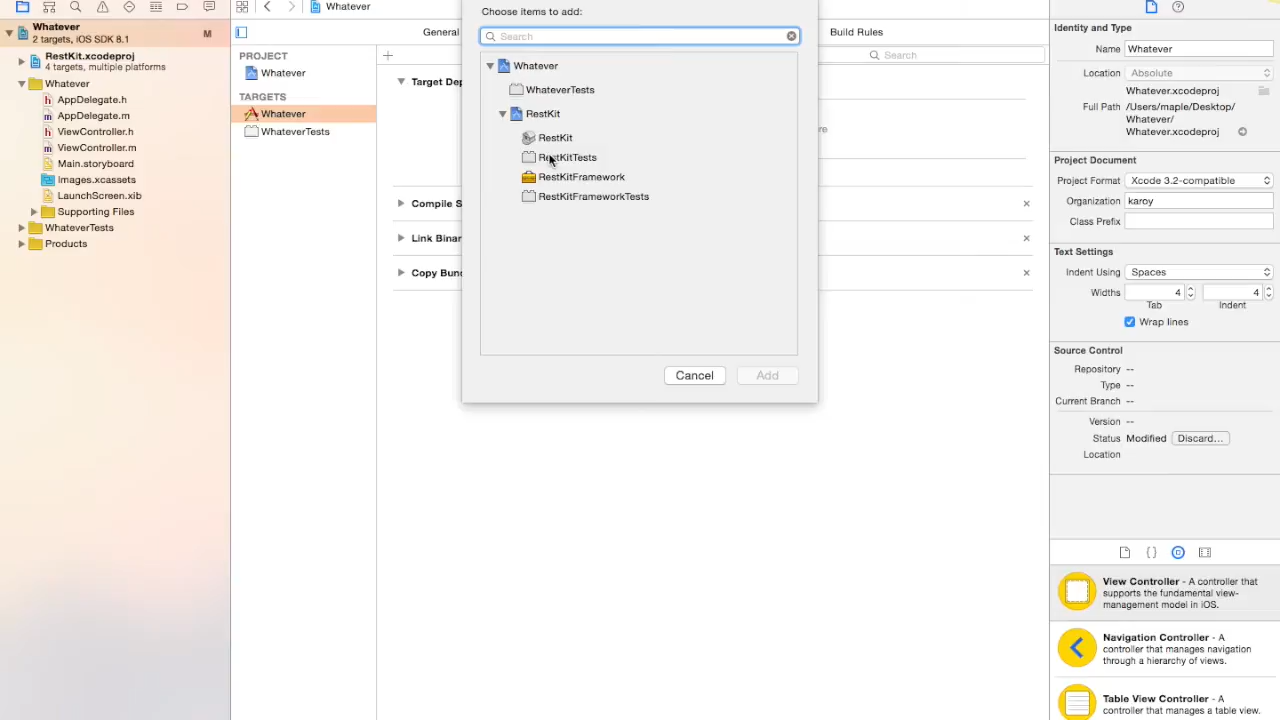 Whatever
2 targets, iOS SDK 8.1
M
RestKit.xcodeproj
4 targets, multiple platforms
Whatever
AppDelegate.h
AppDelegate.m
ViewController.h
ViewController.m
Main.storyboard
Images.xcassets
LaunchScreen.xib
Supporting Files
WhateverTests
Products
Whatever
General
Build Rules
PROJECT
Whatever
TARGETS
Whatever
WhateverTests
Search
Target Dep
Compile S
Link Binar
Copy Bund
Choose items to add:
Search
Whatever
WhateverTests
RestKit
RestKit
RestKitTests
RestKitFramework
RestKitFrameworkTests
Cancel
Add
Identity and Type
Name Whatever
Location Absolute
Whatever.xcodeproj
Full Path /Users/maple/Desktop/
Whatever/
Whatever.xcodeproj
Project Document
Project Format Xcode 3.2-compatible
Organization karoy
Class Prefix
Text Settings
Indent Using Spaces
Widths 4 4
Tab Indent
Wrap lines
Source Control
Repository --
Type --
Current Branch --
Version --
Status Modified Discard...
Location
View Controller - A controller that
supports the fundamental view-
management model in iOS.
Navigation Controller - A
controller that manages navigation
through a hierarchy of views.
Table View Controller - A
controller that manages a table view.